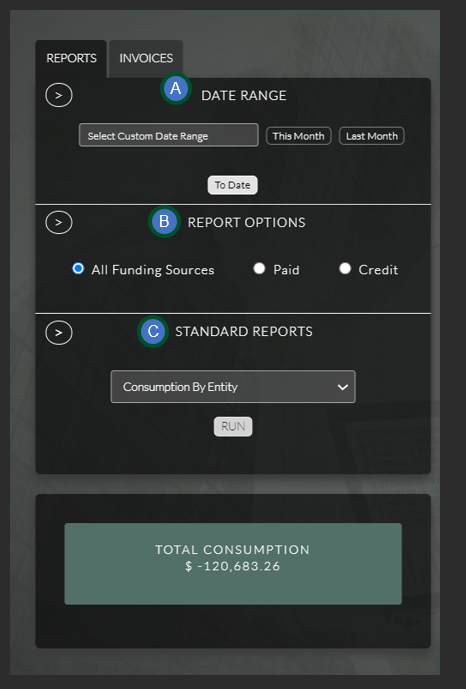 REPORTS INVOICES
> A DATE RANGE
Select Custom Date Range This Month Last Month
To Date
> B REPORT OPTIONS
All Funding Sources Paid Credit
> C STANDARD REPORTS
Consumption By Entity
RUN
TOTAL CONSUMPTION
$ -120,683.26